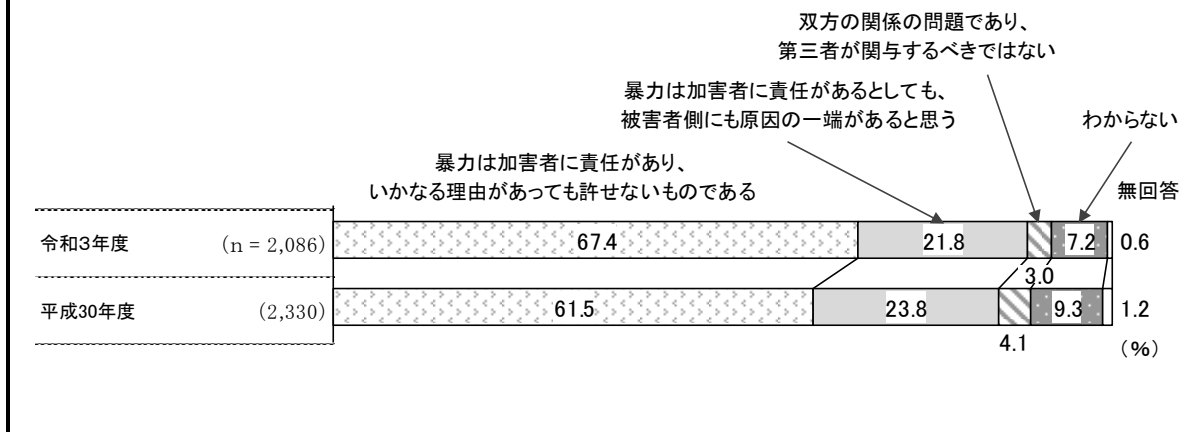 双方の関係の問題であり、
第三者が関与するべきではない
暴力は加害者に責任があるとしても、
被害者側にも原因の一端があると思う
わからない
暴力は加害者に責任があり、
いかなる理由があっても許せないものである
無回答
令和3年度 (n = 2,086) 67.4 21.8 7.2 0.6
3.0
平成30年度 (2,330) 61.5 23.8 9.3 1.2
4.1
(%)